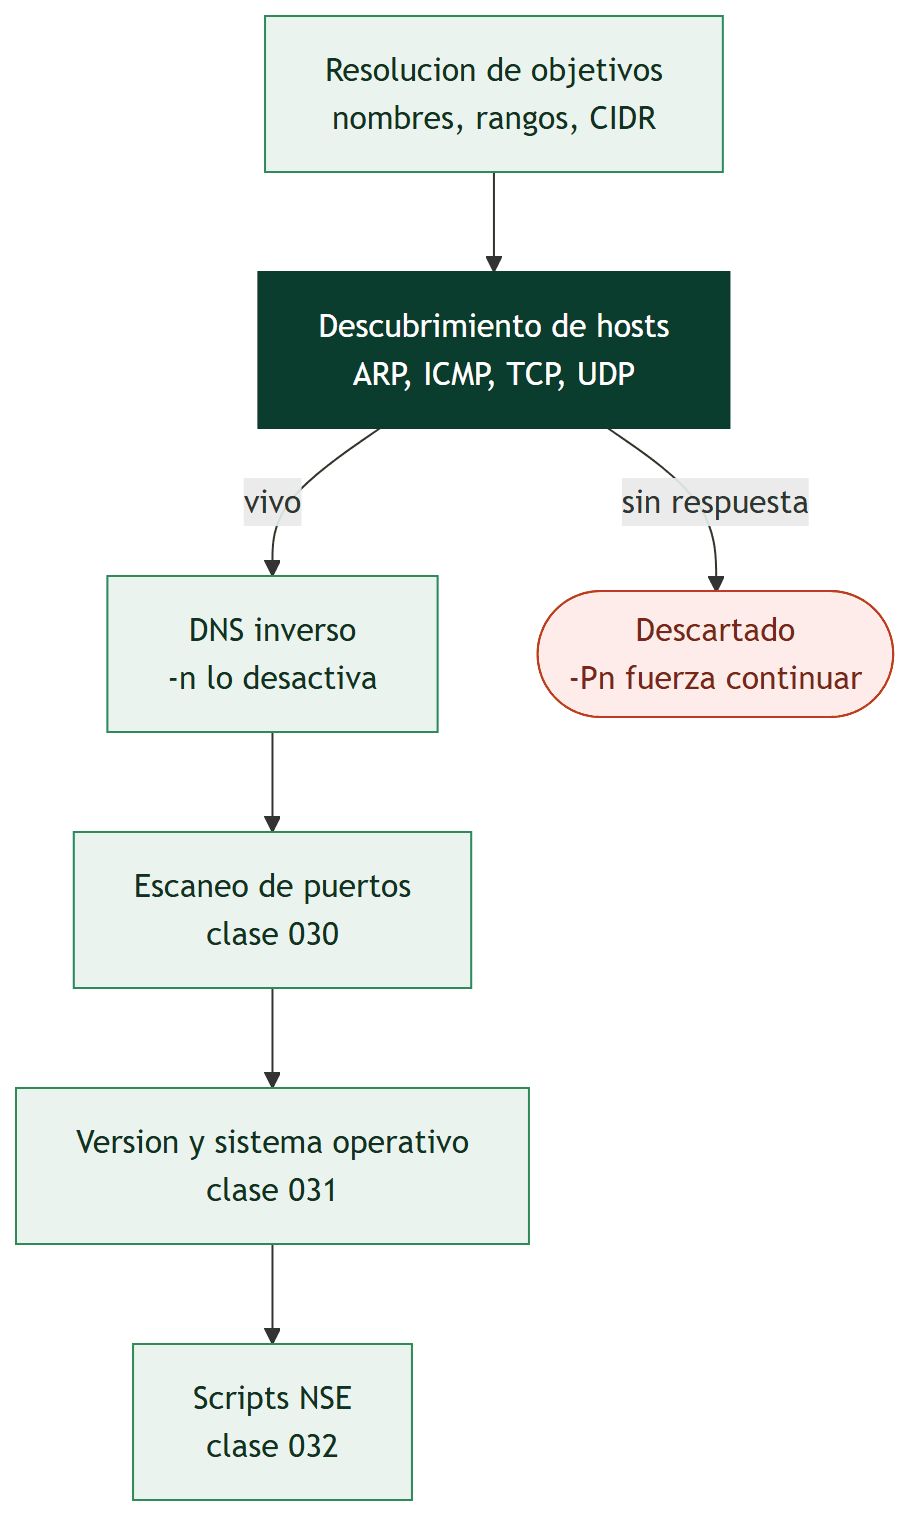 Resolucion de objetivos
nombres, rangos, CIDR
Descubrimiento de hosts
ARP, ICMP, TCP, UDP
vivo
sin respuesta
DNS inverso
-n lo desactiva
Descartado
-Pn fuerza continuar
Escaneo de puertos
clase 030
Version y sistema operativo
clase 031
Scripts NSE
clase 032